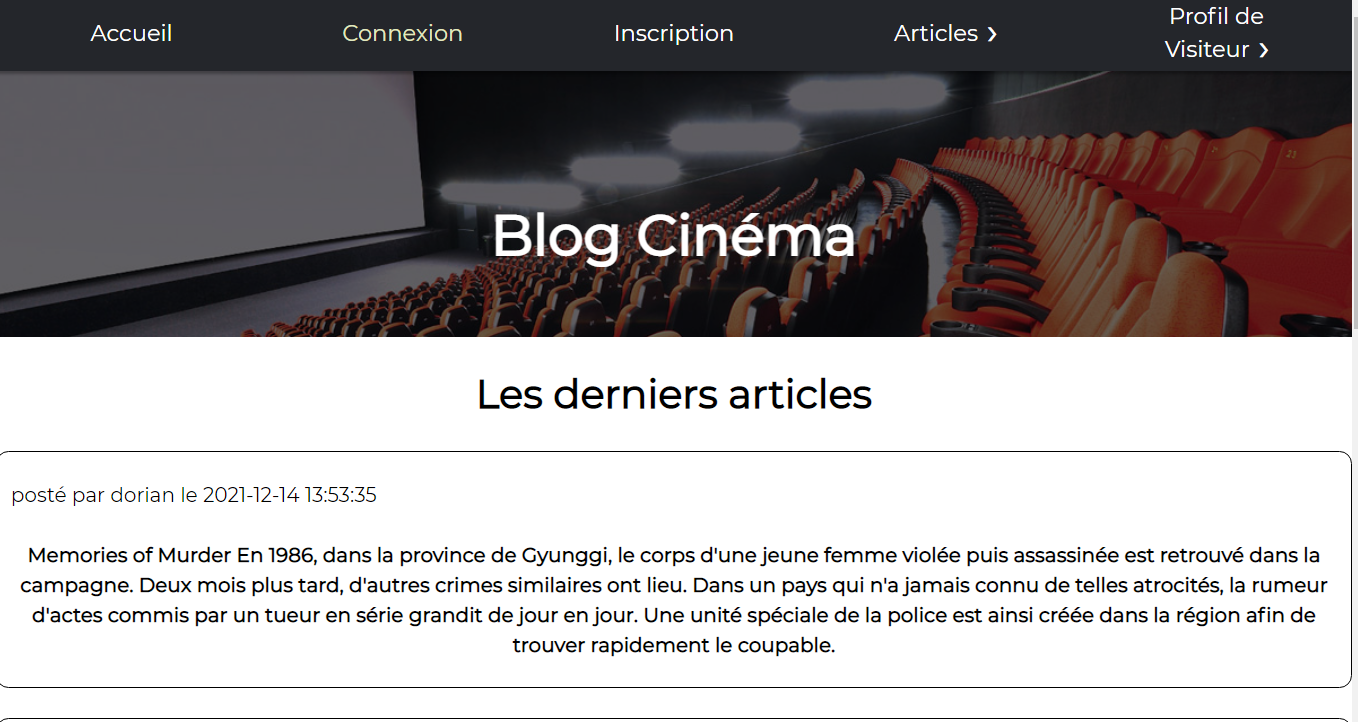 Accueil
Connexion
Inscription
Articles ❯
Profil de
Visiteur ❯
Blog Cinéma
Les derniers articles
posté par dorian le 2021-12-14 13:53:35
Memories of Murder En 1986, dans la province de Gyunggi, le corps d'une jeune femme violée puis assassinée est retrouvé dans la
campagne. Deux mois plus tard, d'autres crimes similaires ont lieu. Dans un pays qui n'a jamais connu de telles atrocités, la rumeur
d'actes commis par un tueur en série grandit de jour en jour. Une unité spéciale de la police est ainsi créée dans la région afin de
trouver rapidement le coupable.